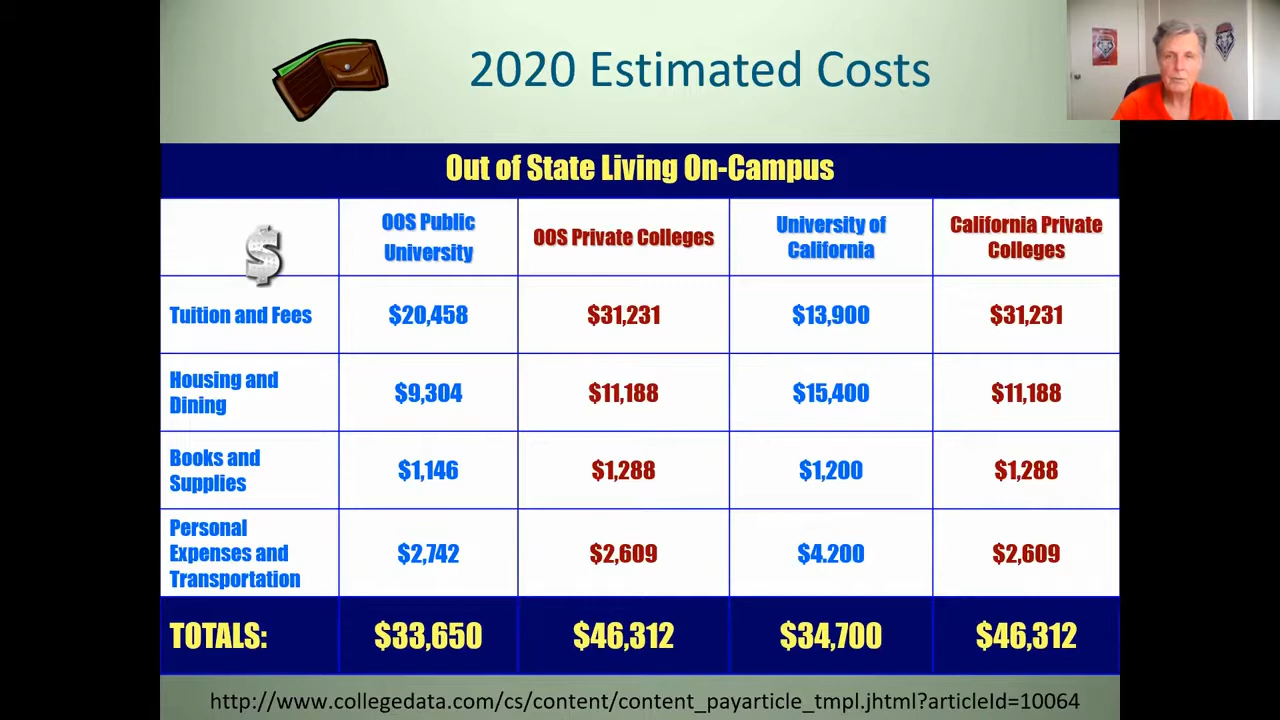 2020 Estimated Costs
Out of State Living On-Campus
$
OOS Public
University
OOS Private Colleges
University of
California
California Private
Colleges
Tuition and Fees
$20,458
$31,231
$13,900
$31,231
Housing and
Dining
$9,304
$11,188
$15,400
$11,188
Books and
Supplies
$1,146
$1,288
$1,200
$1,288
Personal
Expenses and
Transportation
$2,742
$2,609
$4.200
$2,609
TOTALS:
$33,650
$46,312
$34,700
$46,312
http://www.collegedata.com/cs/content/content_payarticle_tmpl.jhtml?articleId=10064